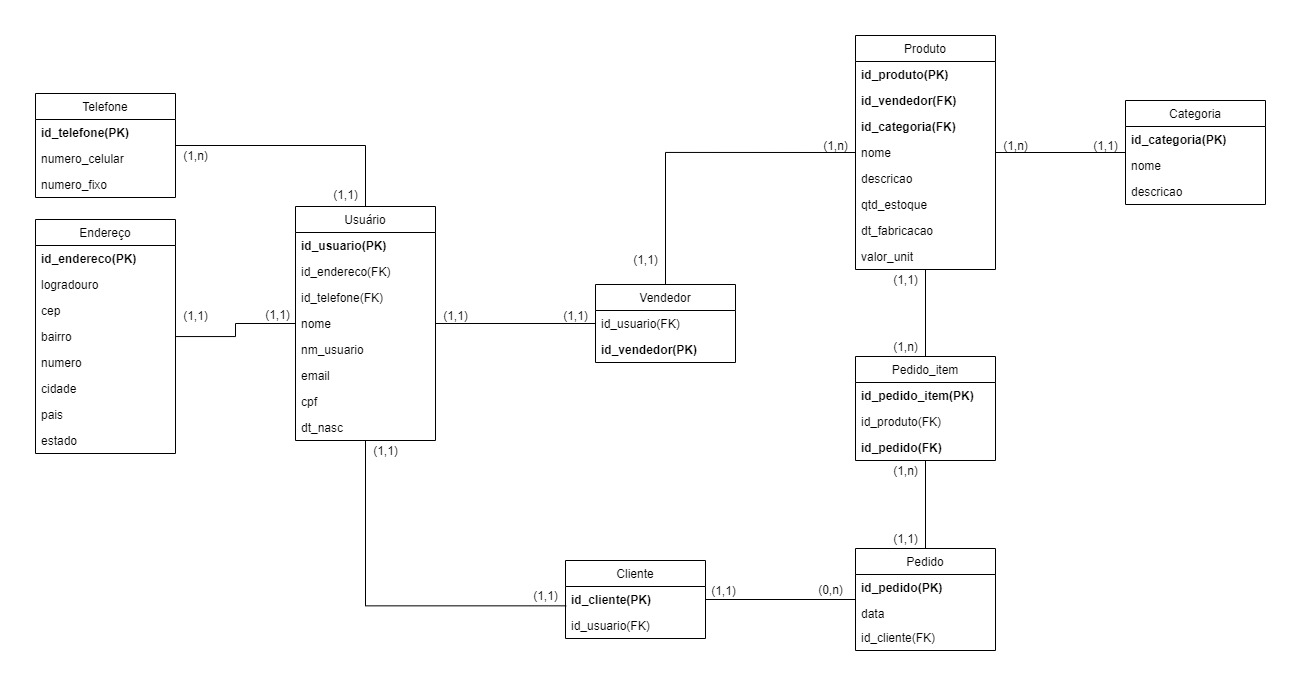 Telefone
id_telefone(PK)
numero_celular
numero_fixo
(1,n)
(1,1)
Endereço
id_endereco(PK)
logradouro
cep
bairro
numero
cidade
pais
estado
(1,1)
(1,1)
Usuário
id_usuario(PK)
id_endereco(FK)
id_telefone(FK)
nome
nm_usuario
email
cpf
dt_nasc
(1,1)
(1,1)
(1,1)
Vendedor
id_usuario(FK)
id_vendedor(PK)
(1,1)
(1,n)
Produto
id_produto(PK)
id_vendedor(FK)
id_categoria(FK)
nome
descricao
qtd_estoque
dt_fabricacao
valor_unit
(1,n)
(1,1)
Categoria
id_categoria(PK)
nome
descricao
(1,1)
(1,n)
Pedido_item
id_pedido_item(PK)
id_produto(FK)
id_pedido(FK)
(1,n)
(1,1)
(1,1)
Cliente
id_cliente(PK)
id_usuario(FK)
(1,1)
(0,n)
Pedido
id_pedido(PK)
data
id_cliente(FK)